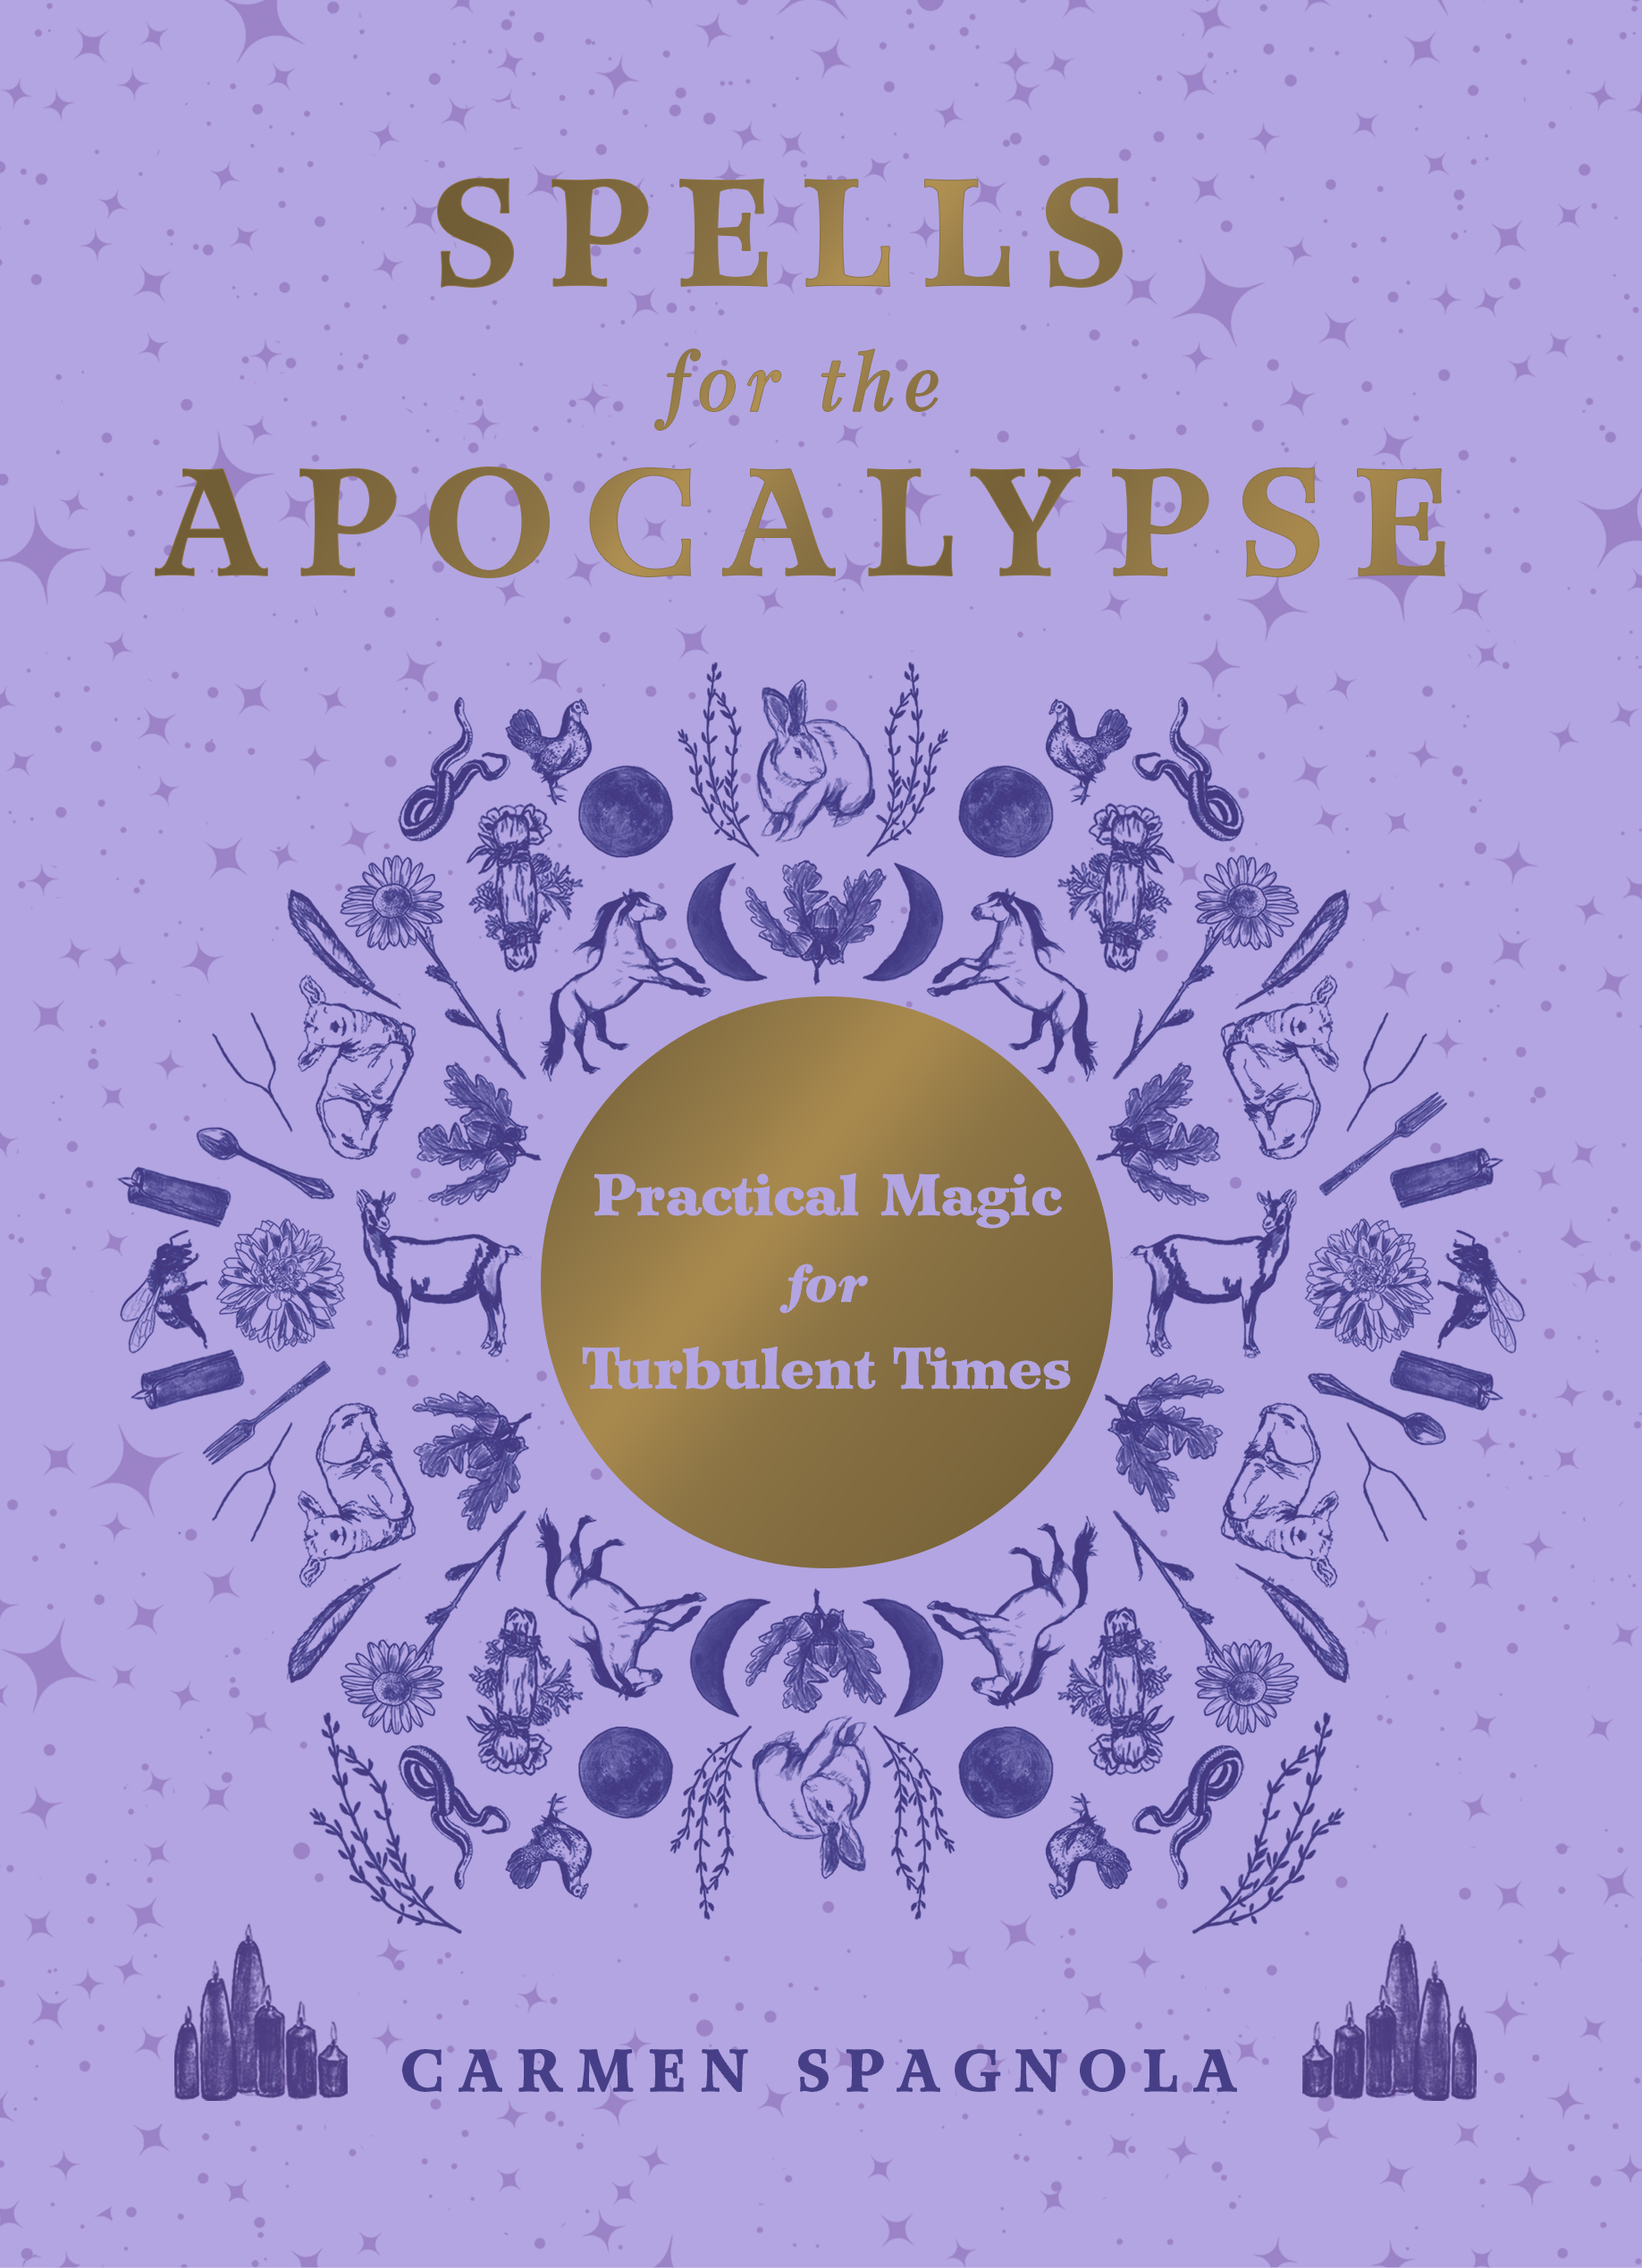 SPELLS
for the
APOCALYPSE
Practical Magic
for
Turbulent Times
CARMEN SPAGNOLA